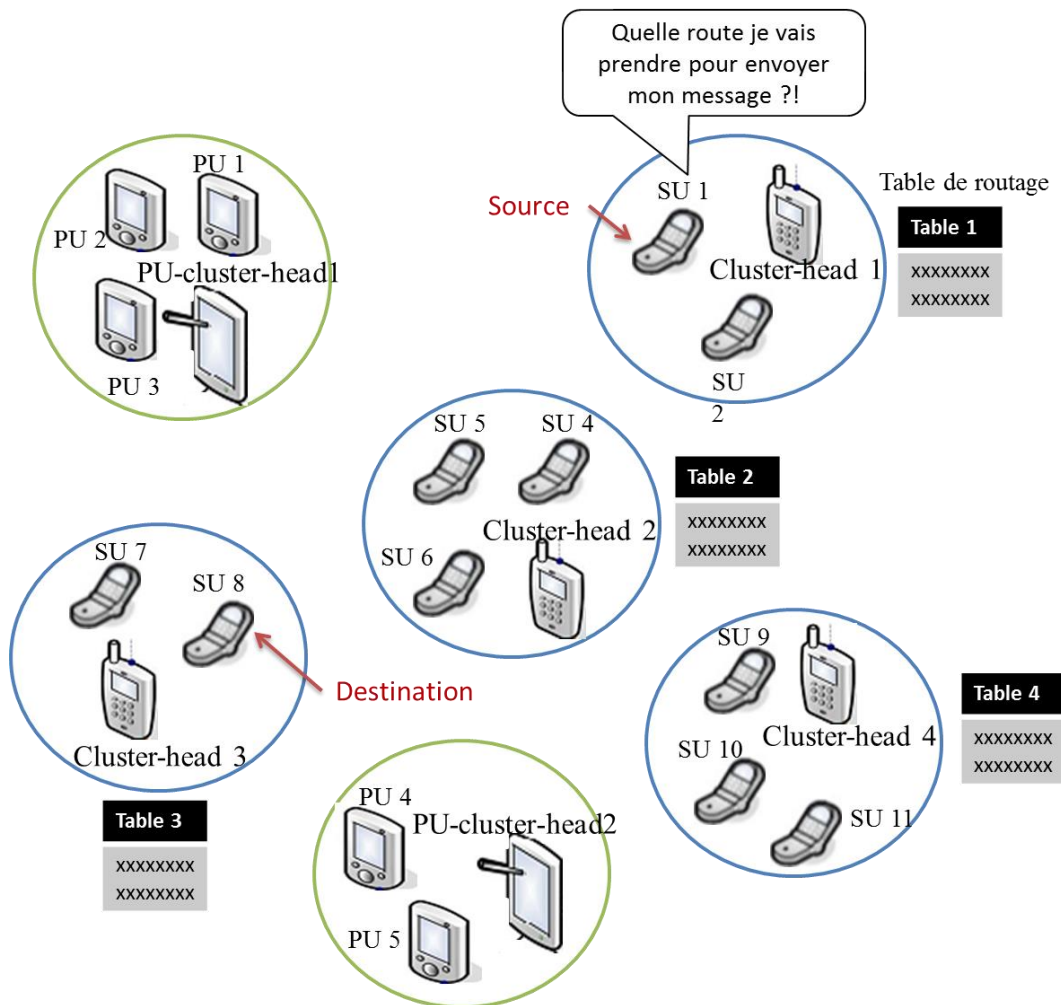 Quelle route je vais
prendre pour envoyer
mon message ?!
PU 1
PU 2
PU-cluster-head1
PU 3
SU 1
Source
Cluster-head 1
SU
2
Table de routage
Table 1
xxxxxxxx
xxxxxxxx
SU 5
SU 4
Cluster-head 2
SU 6
Table 2
xxxxxxxx
xxxxxxxx
SU 7
SU 8
Destination
Cluster-head 3
Table 3
xxxxxxxx
xxxxxxxx
SU 9
Cluster-head 4
SU 10
SU 11
Table 4
xxxxxxxx
xxxxxxxx
PU 4
PU-cluster-head2
PU 5